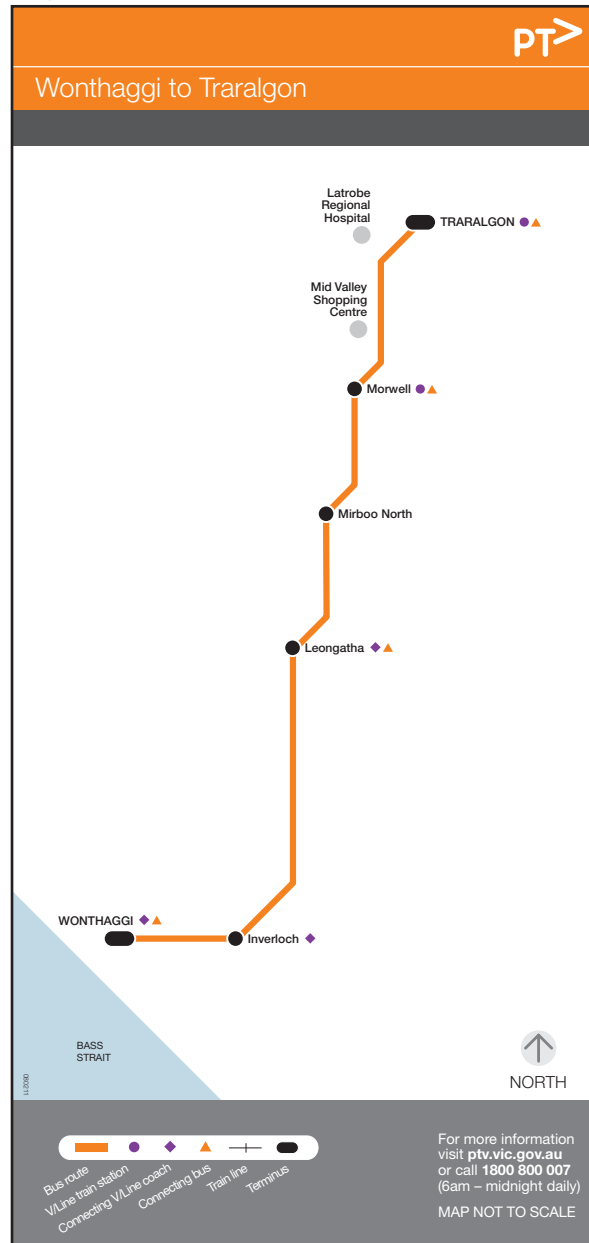 PT>
Wonthaggi to Traralgon
Latrobe
Regional
Hospital
TRARALGON
Mid Valley
Shopping
Centre
Morwell
Mirboo North
Leongatha
WONTHAGGI
Inverloch
BASS
STRAIT
080211
NORTH
Bus route
V/Line train station
Connecting V/Line coach
Connecting bus
Train line
Terminus
For more information
visit ptv.vic.gov.au
or call 1800 800 007
(6am – midnight daily)
MAP NOT TO SCALE